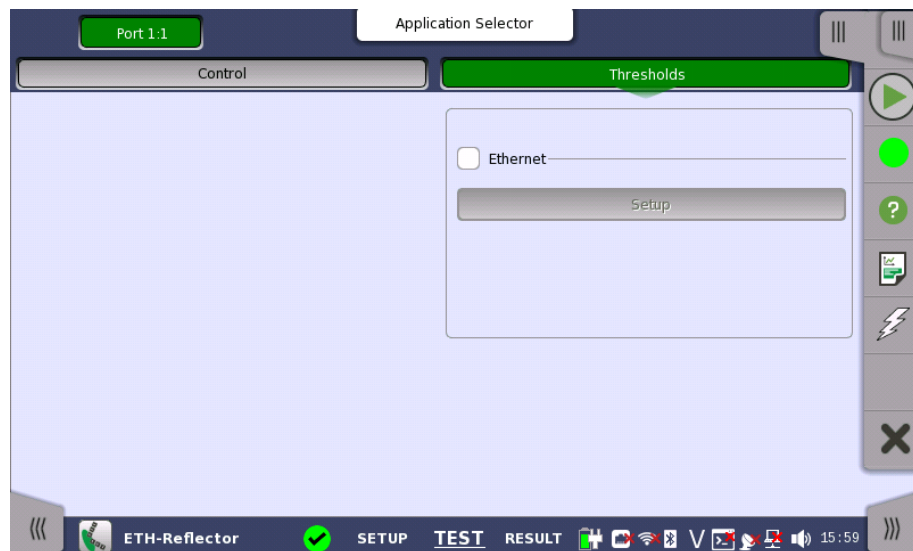 Port 1:1
Application Selector
Control
Thresholds
Ethernet
Setup
ETH-Reflector
SETUP
TEST
RESULT
15:59